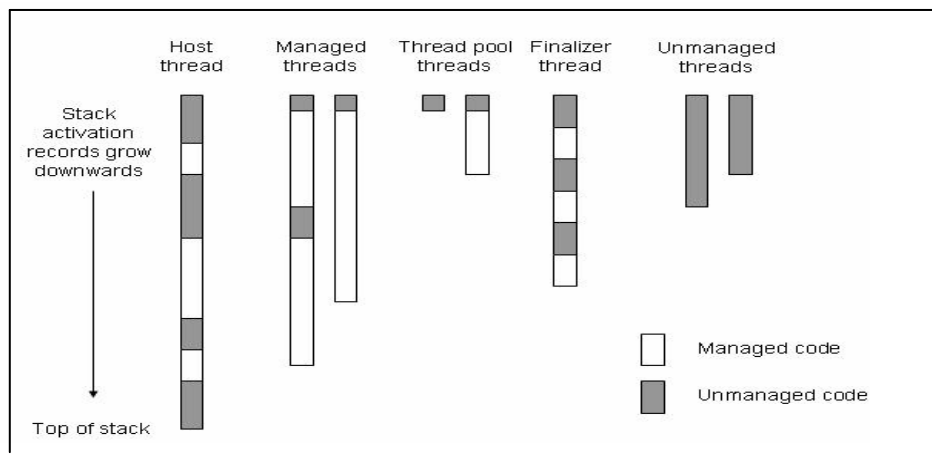 Host
thread
Managed
threads
Thread pool
threads
Finalizer
thread
Unmanaged
threads
Stack
activation
records grow
downwards
Managed code
Unmanaged code
Top of stack